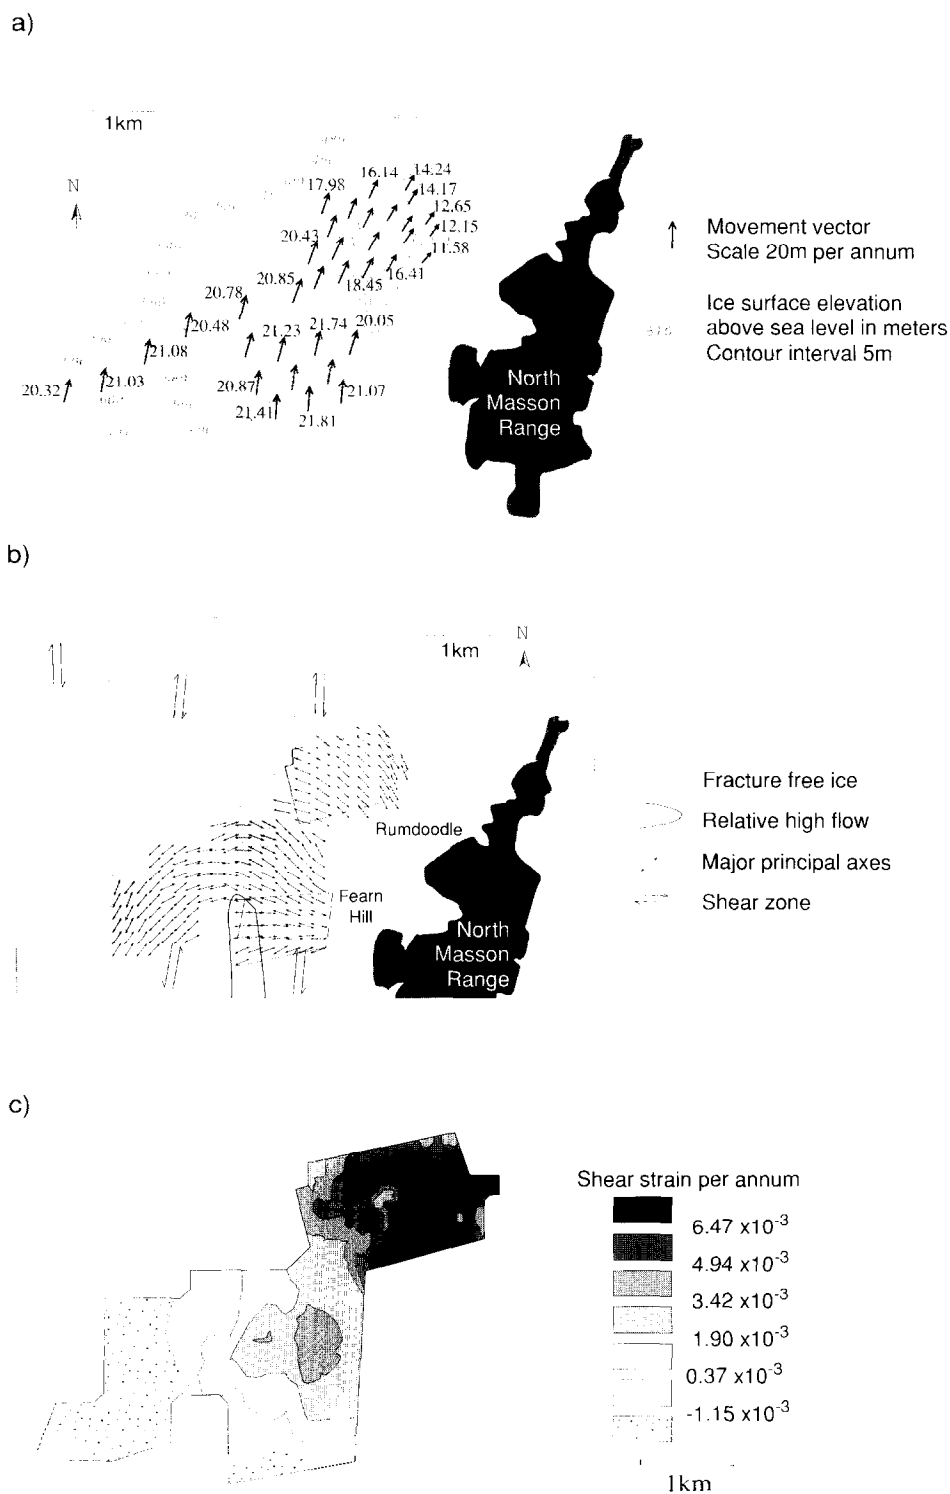 a)
1km
N
17.98
16.14
14.24
14.17
12.65
12.15
11.58
20.43
20.85
18.45
16.41
20.78
20.48
21.23
21.74
20.05
21.08
20.32
21.03
20.87
21.41
21.81
21.07
North
Masson
Range
Movement vector
Scale 20m per annum
Ice surface elevation
above sea level in meters
Contour interval 5m
b)
1km
N
Rumdoodle
Fearn
Hill
North
Masson
Range
Fracture free ice
Relative high flow
Major principal axes
Shear zone
c)
Shear strain per annum
6.47 x10-3
4.94 x10-3
3.42 x10-3
1.90 x10-3
0.37 x10-3
-1.15 x10-3
1km